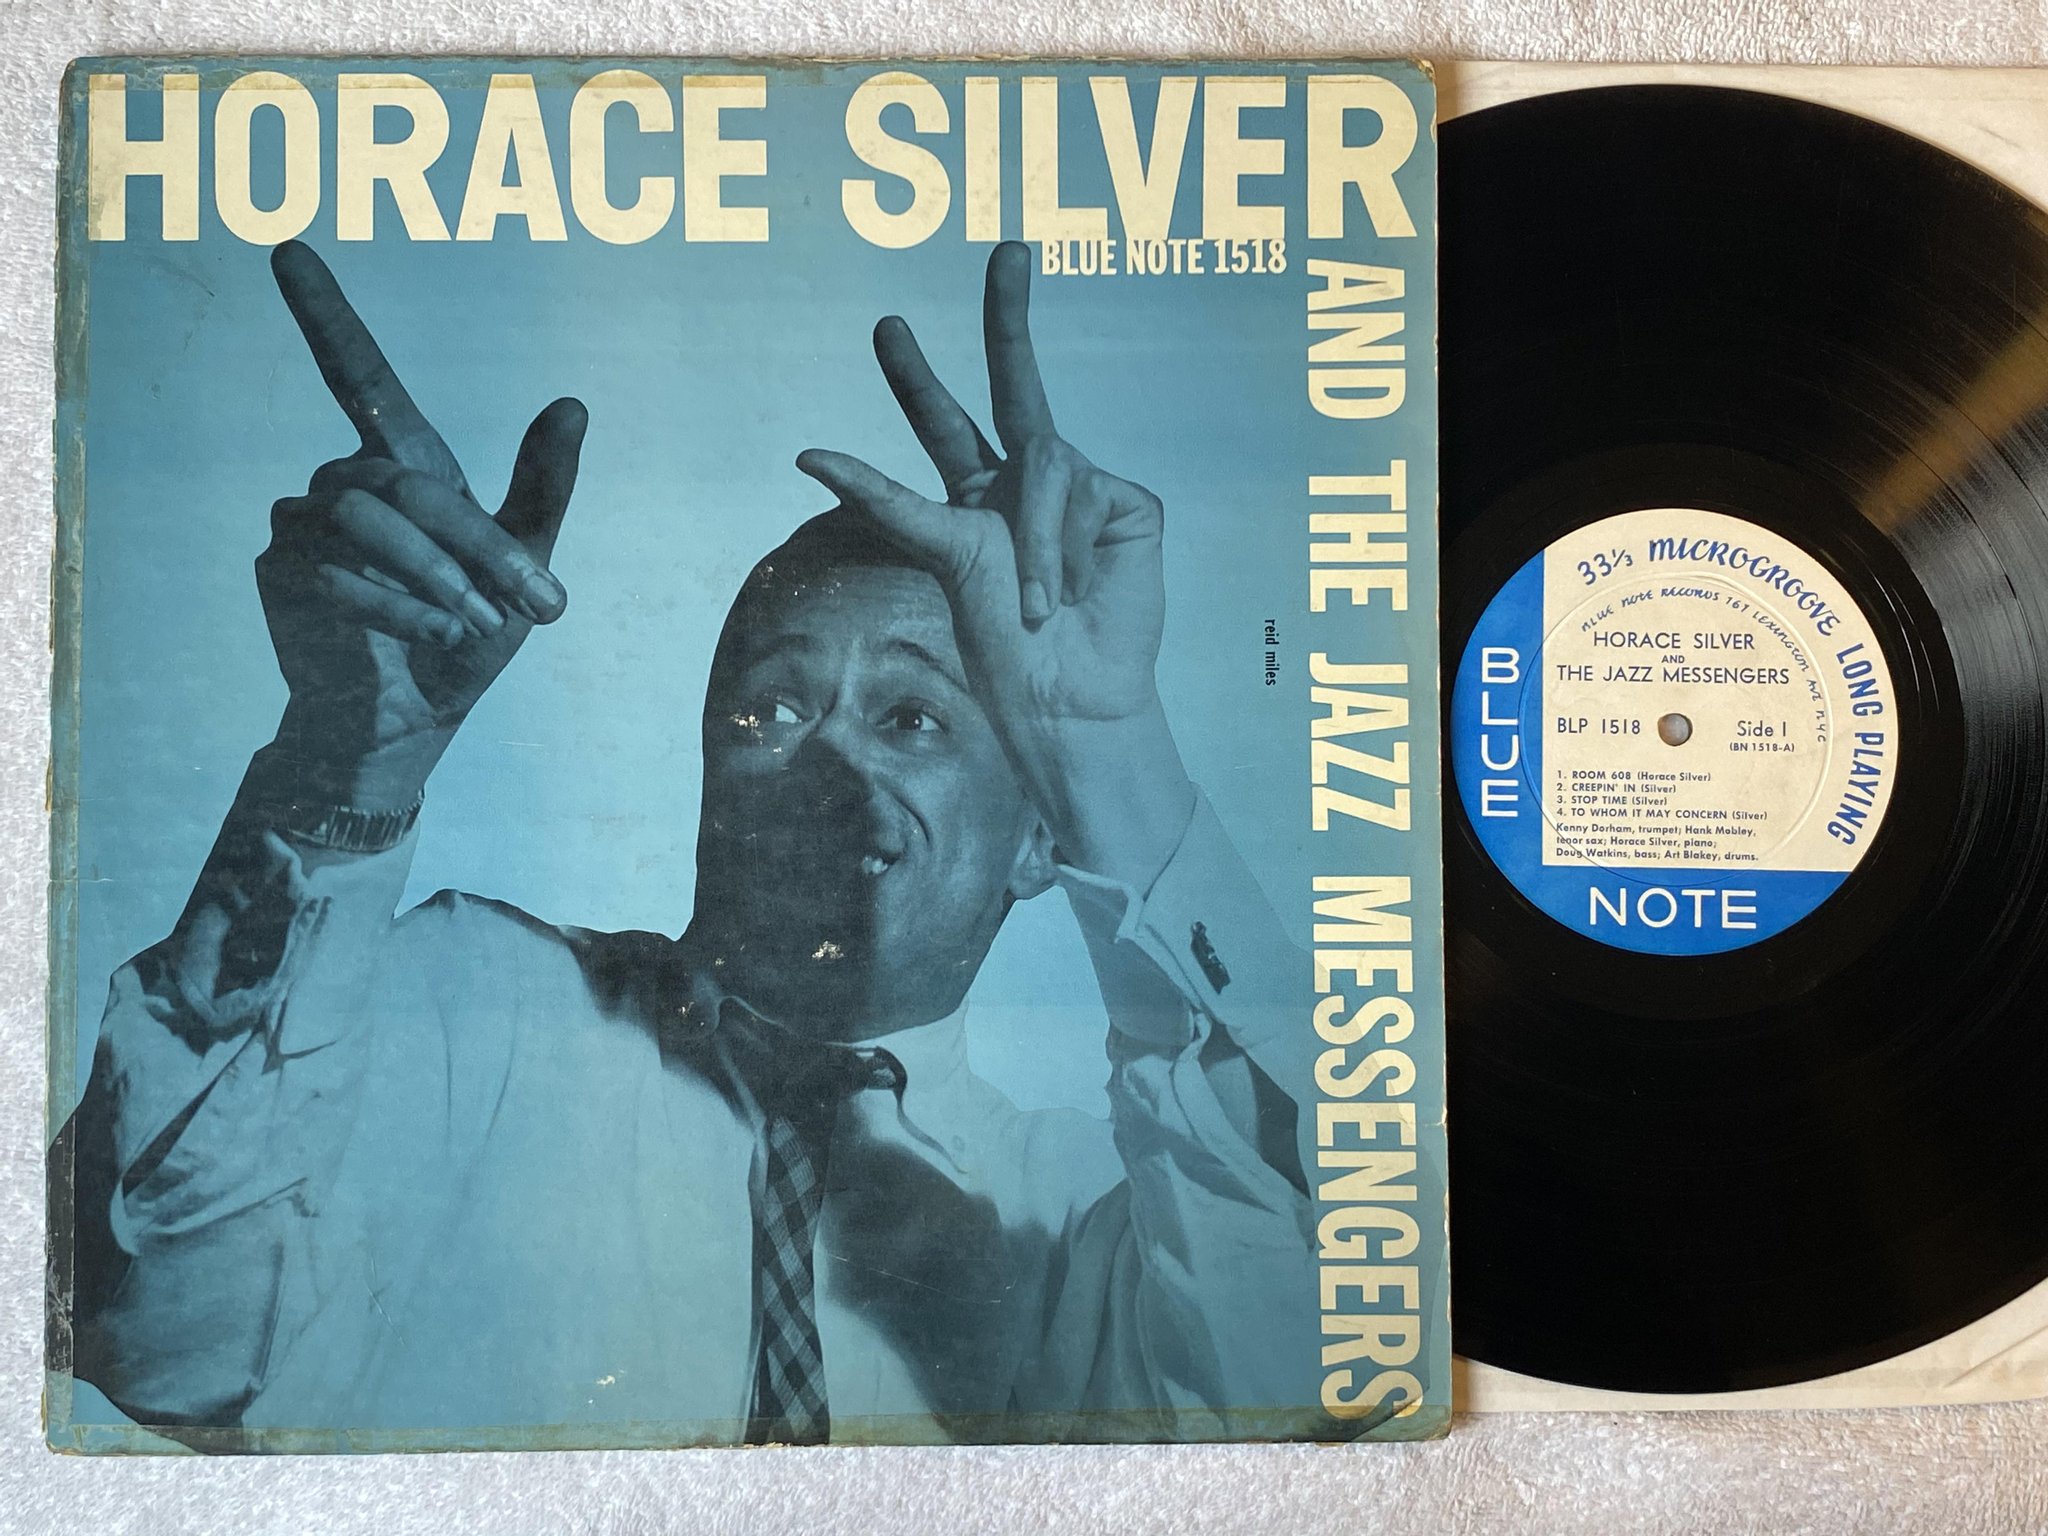 HORACE SILVER
BLUE NOTE 1518
AND THE JAZZ MESSENGERS
reid miles
33⅓ MICROGROOVE LONG PLAYING
BLUE NOTE RECORDS 767 LEXINGTON AVE N Y C
HORACE SILVER
AND
THE JAZZ MESSENGERS
BLP 1518 Side 1
(BN 1518-A)
1. ROOM 608 (Horace Silver)
2. CREEPIN' IN (Silver)
3. STOP TIME (Silver)
4. TO WHOM IT MAY CONCERN (Silver)
Kenny Dorham, trumpet; Hank Mobley,
tenor sax; Horace Silver, piano;
Doug Watkins, bass; Art Blakey, drums.
BLUE
NOTE